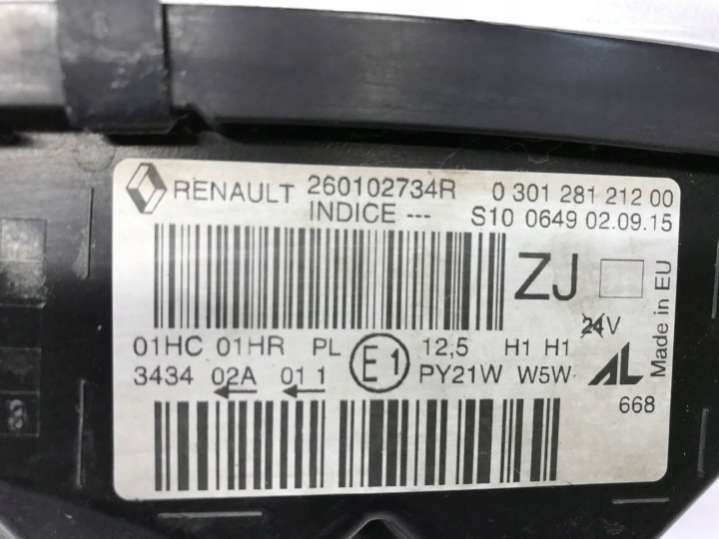 RENAULT 260102734R 0 301 281 212 00
INDICE --- S10 0649 02.09.15
ZJ
Made in EU
24V
01HC 01HR PL E1 12,5 H1 H1
3434 02A 01 1 PY21W W5W AL
668